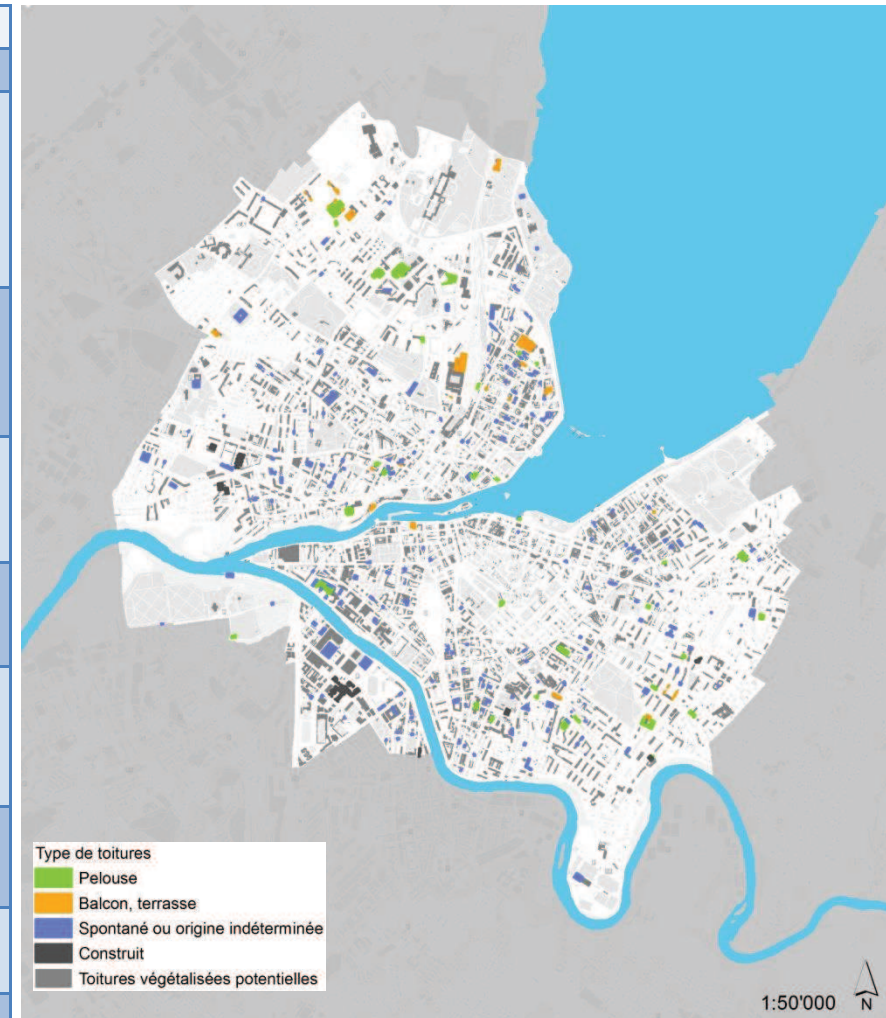 Type de toitures
Pelouse
Balcon, terrasse
Spontané ou origine indéterminée
Construit
Toitures végétalisées potentielles
1:50'000
N